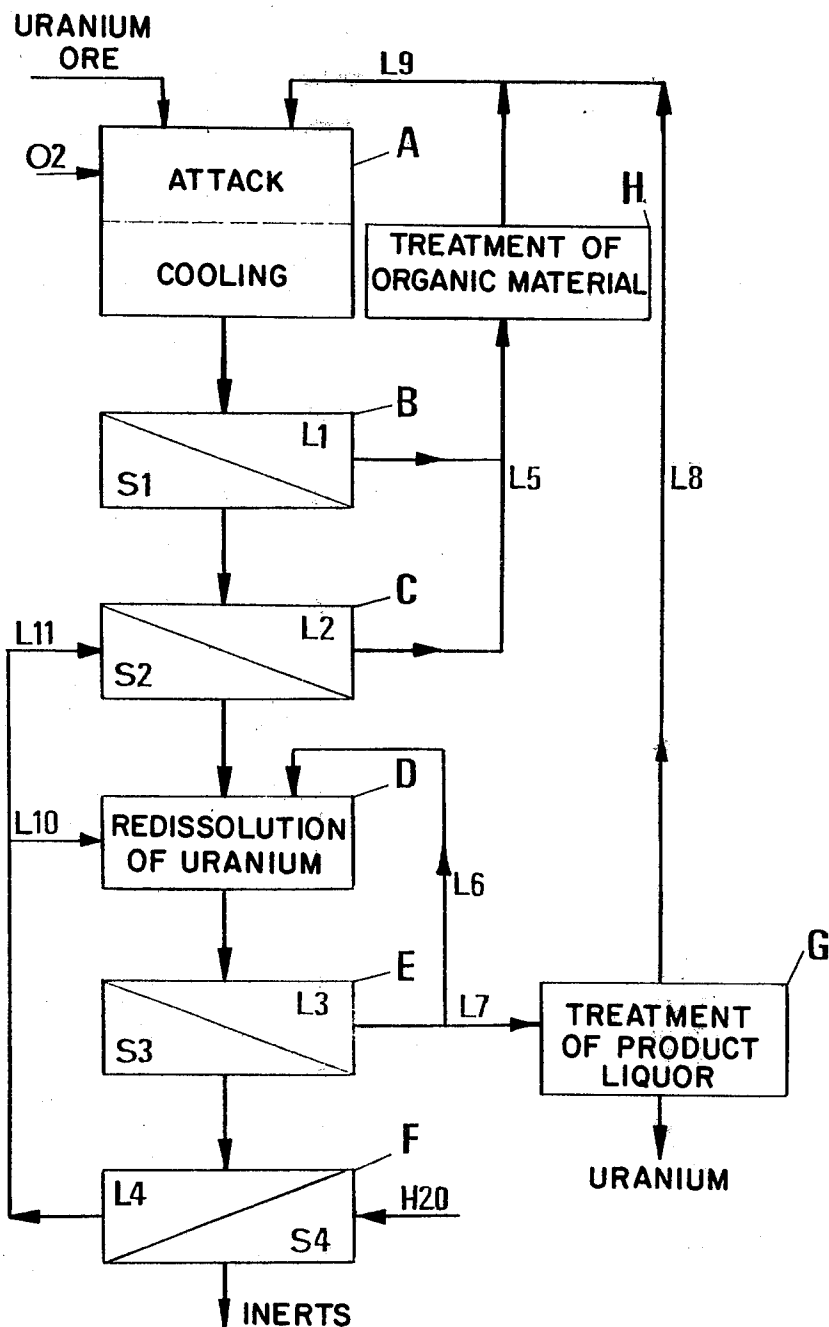 URANIUM
ORE
L9
A
O2
ATTACK
H
TREATMENT OF
ORGANIC MATERIAL
COOLING
B
L1
S1
L5
L8
C
L2
L11
S2
D
L10
REDISSOLUTION
OF URANIUM
L6
E
G
L3
L7
S3
TREATMENT
OF PRODUCT
LIQUOR
F
L4
H20
S4
URANIUM
INERTS